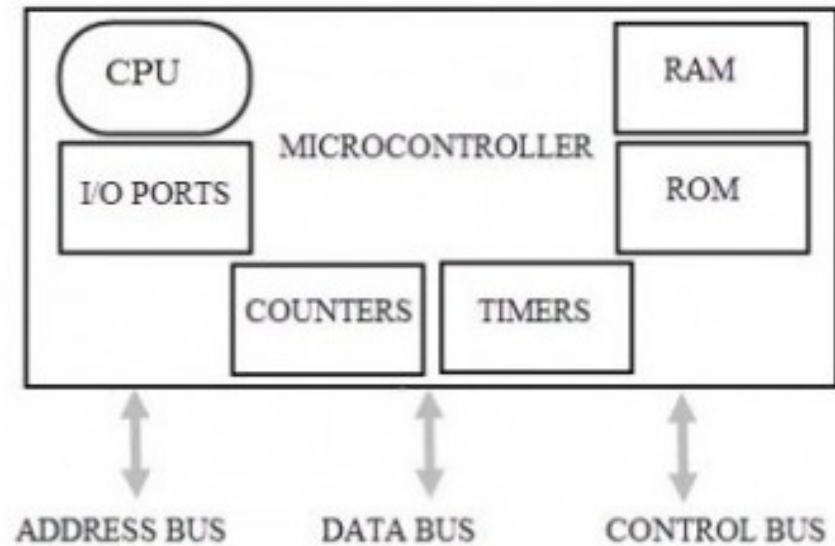 CPU
RAM
MICROCONTROLLER
I/O PORTS
ROM
COUNTERS
TIMERS
ADDRESS BUS
DATA BUS
CONTROL BUS